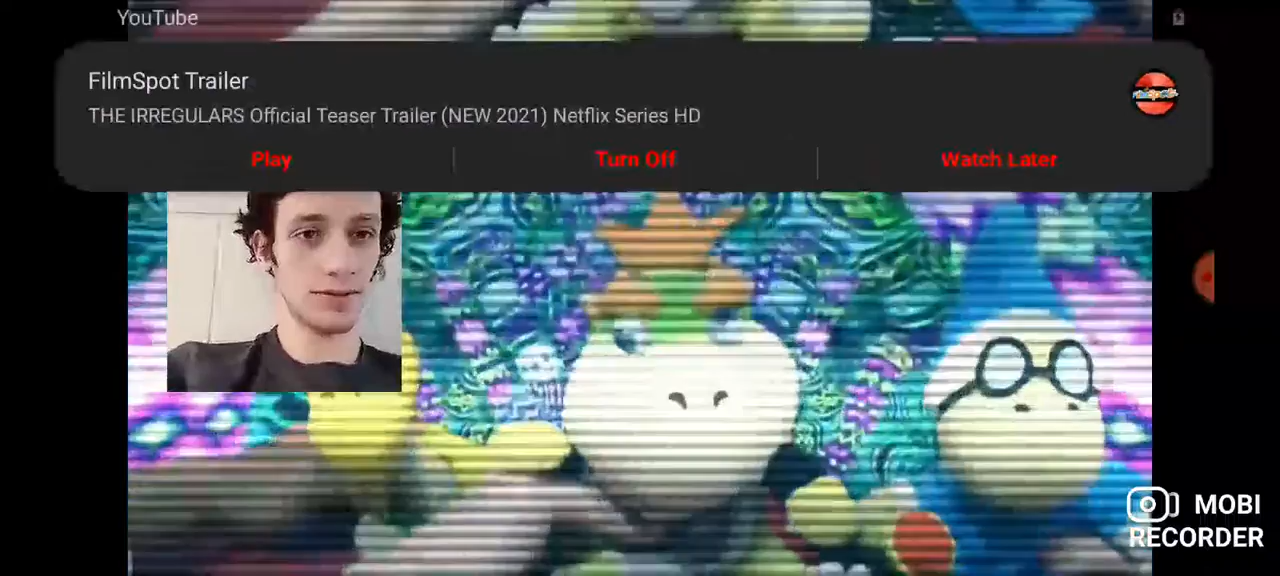 YouTube
FilmSpot Trailer
THE IRREGULARS Official Teaser Trailer (NEW 2021) Netflix Series HD
Play
Turn Off
Watch Later
MOBI
RECORDER